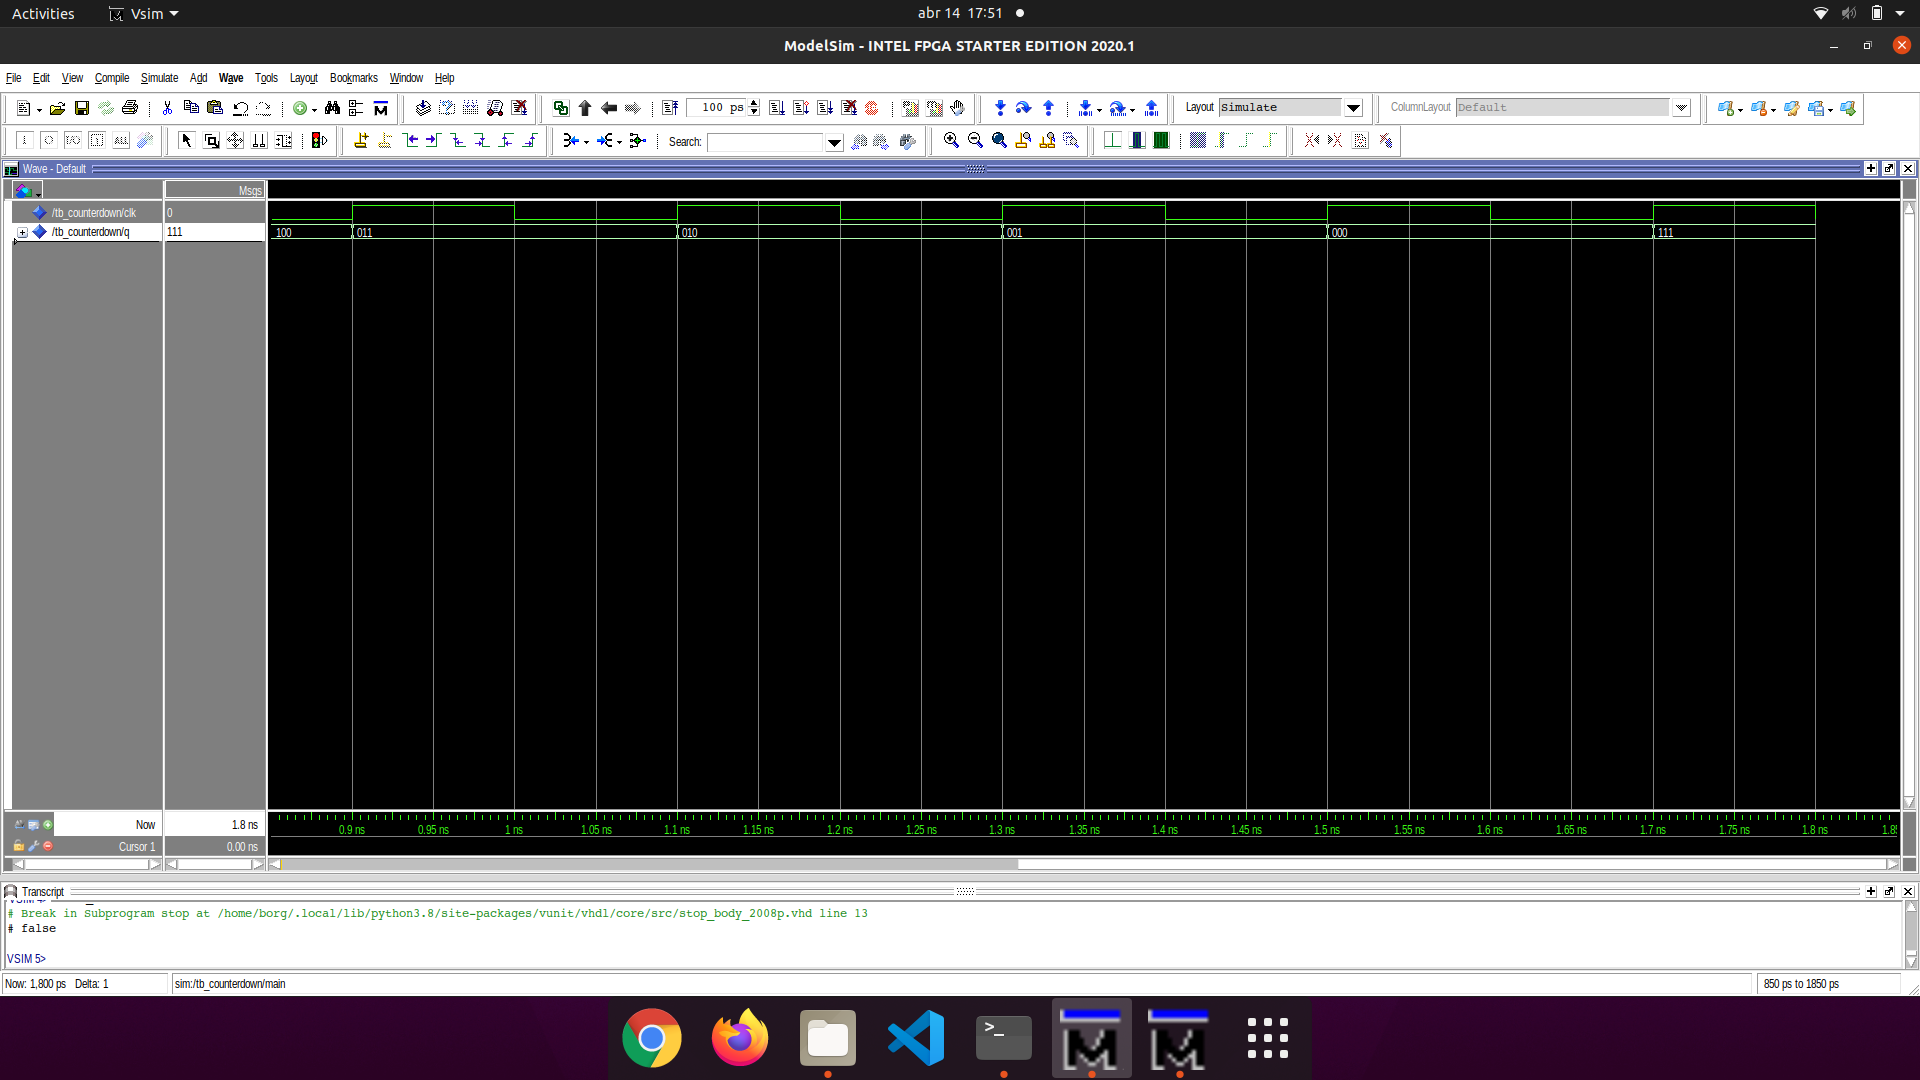 Activities Vsim abr 14 17:51
ModelSim - INTEL FPGA STARTER EDITION 2020.1
File Edit View Compile Simulate Add Wave Tools Layout Bookmarks Window Help
100 ps Layout Simulate ColumnLayout Default
Search:
Wave - Default
Msgs
/tb_counterdown/clk 0
/tb_counterdown/q 111 100 011 010 001 000 111
Now 1.8 ns 0.9 ns 0.95 ns 1 ns 1.05 ns 1.1 ns 1.15 ns 1.2 ns 1.25 ns 1.3 ns 1.35 ns 1.4 ns 1.45 ns 1.5 ns 1.55 ns 1.6 ns 1.65 ns 1.7 ns 1.75 ns 1.8 ns
Cursor 1 0.00 ns
Transcript
# Break in Subprogram stop at /home/borg/.local/lib/python3.8/site-packages/vunit/vhdl/core/src/stop_body_2008p.vhd line 13
# false
VSIM 5>
Now: 1,800 ps Delta: 1 sim:/tb_counterdown/main 850 ps to 1850 ps